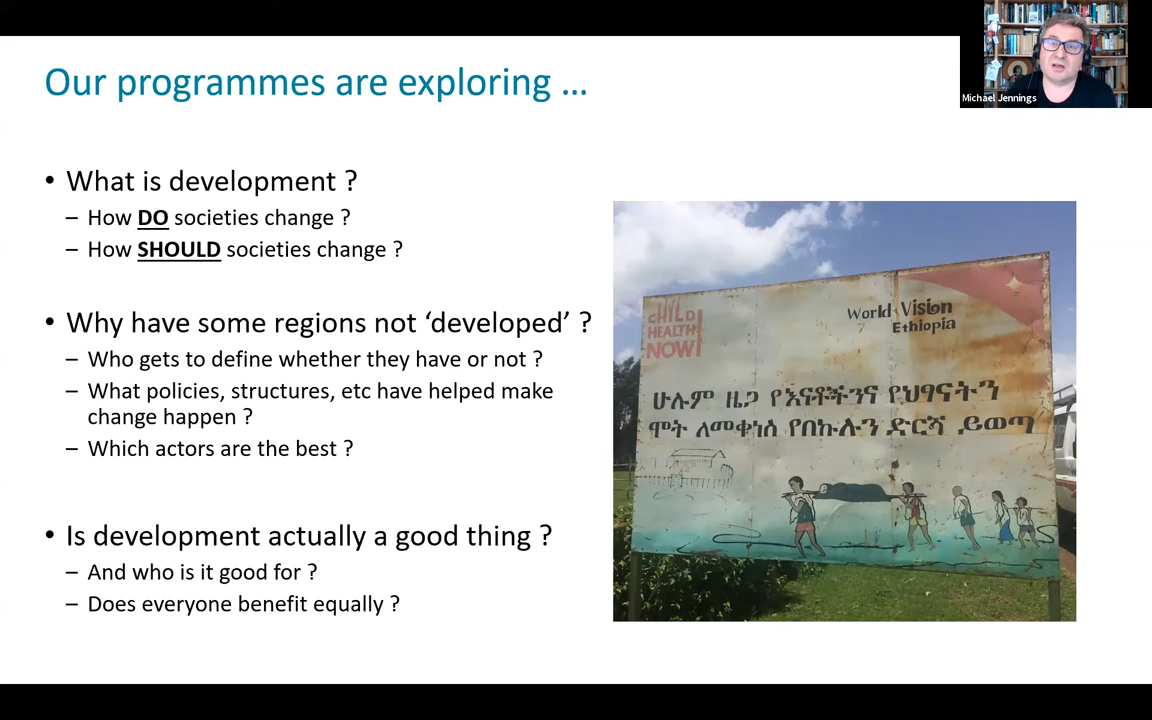 Our programmes are exploring ...
Michael Jennings
• What is development ?
– How DO societies change ?
– How SHOULD societies change ?
• Why have some regions not ‘developed’ ?
– Who gets to define whether they have or not ?
– What policies, structures, etc have helped make
change happen ?
– Which actors are the best ?
• Is development actually a good thing ?
– And who is it good for ?
– Does everyone benefit equally ?
CHILD
HEALTH
NOW!
World Vision
Ethiopia
ሁሉም ዜጋ የእናቶችንና የህፃናትን
ሞት ለመቀነስ የበኩሉን ድርሻ ይወጣ